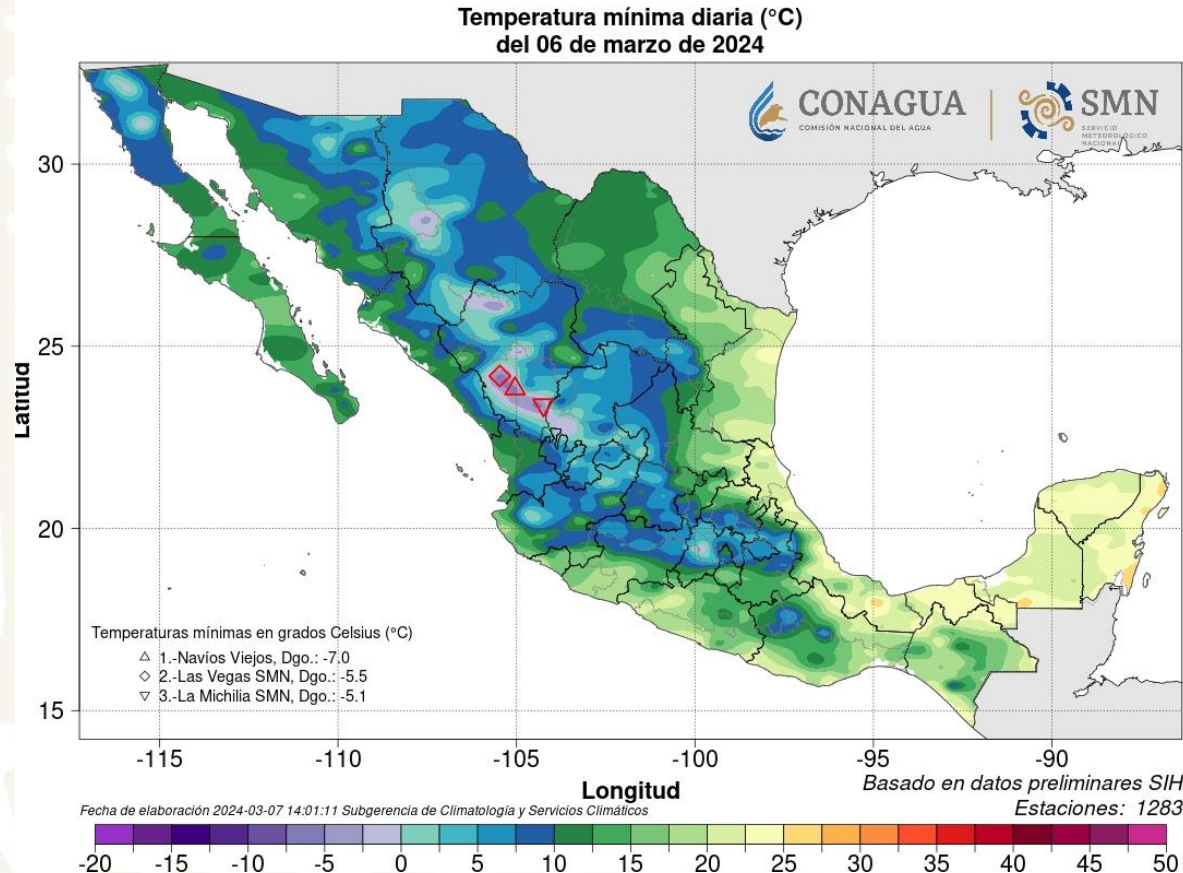 Temperatura mínima diaria (°C)
del 06 de marzo de 2024
CONAGUA
COMISIÓN NACIONAL DEL AGUA
SMN
SERVICIO
METEOROLÓGICO
NACIONAL
30
25
20
15
Latitud
Temperaturas mínimas en grados Celsius (°C)
△ 1.-Navíos Viejos, Dgo.: -7.0
◇ 2.-Las Vegas SMN, Dgo.: -5.5
▽ 3.-La Michilia SMN, Dgo.: -5.1
-115 -110 -105 -100 -95 -90
Longitud
Basado en datos preliminares SIH
Fecha de elaboración 2024-03-07 14:01:11 Subgerencia de Climatología y Servicios Climáticos
Estaciones: 1283
-20 -15 -10 -5 0 5 10 15 20 25 30 35 40 45 50